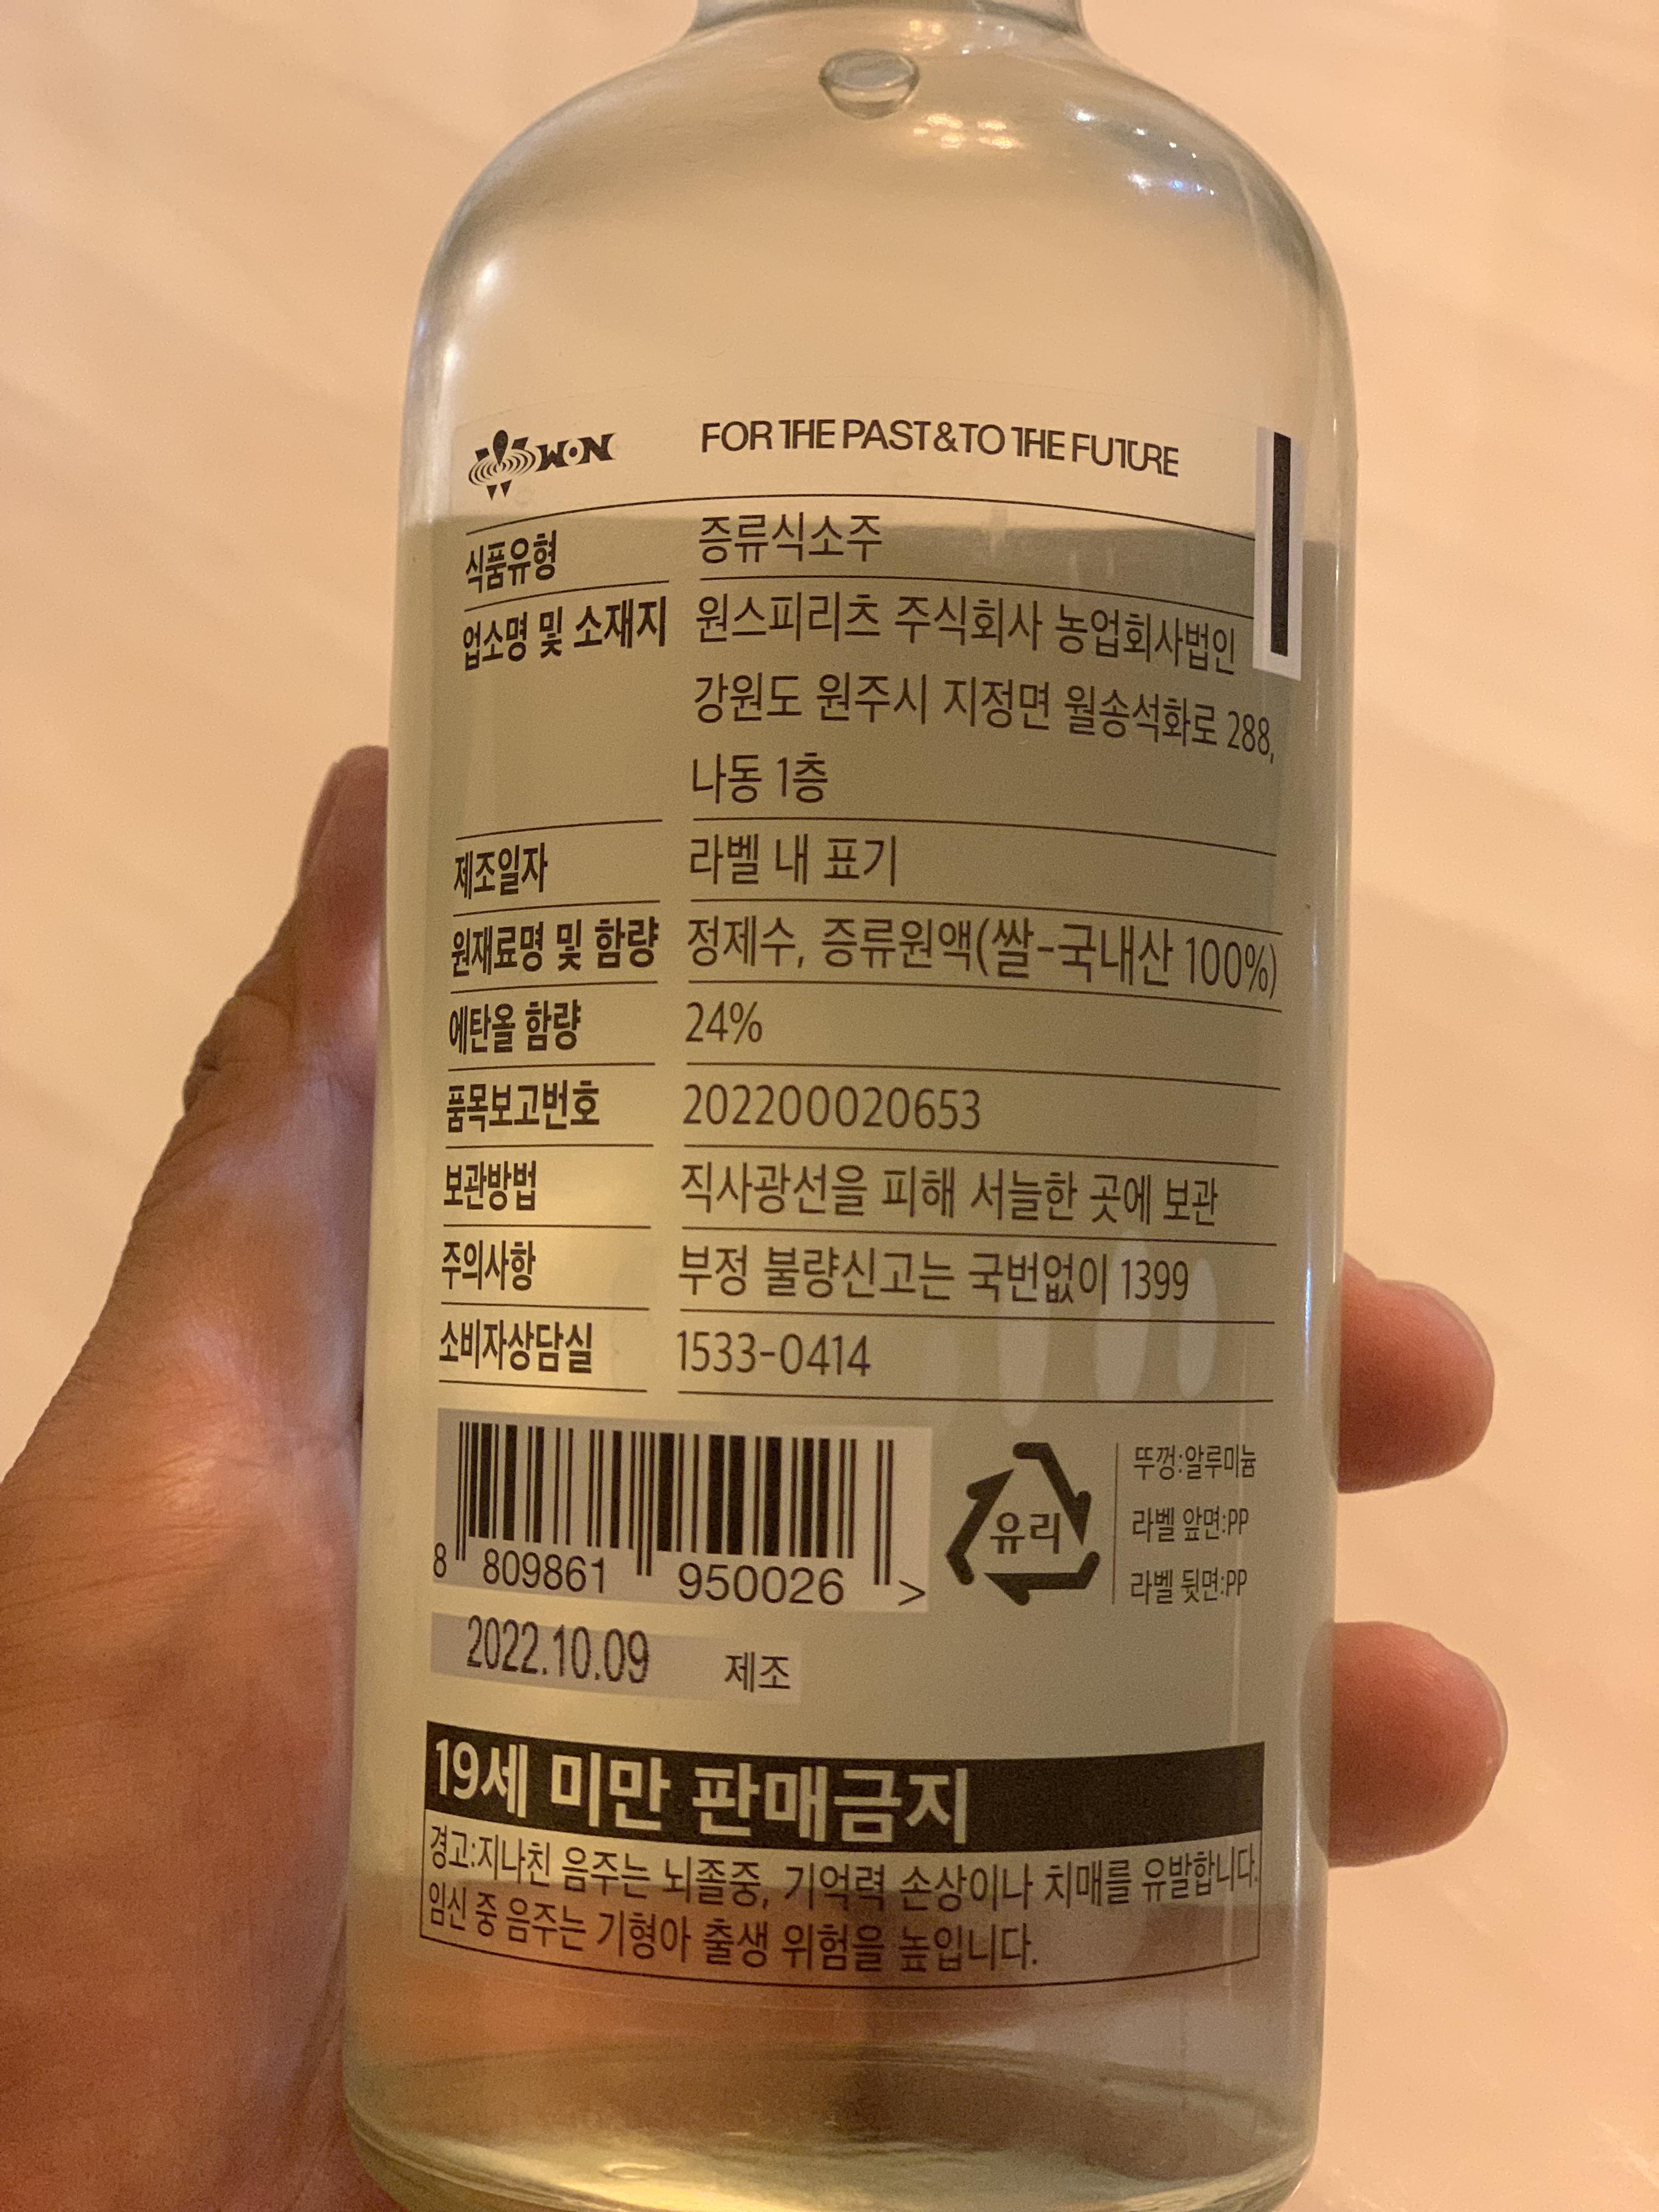 WON FOR THE PAST & TO THE FUTURE
식품유형 증류식소주
업소명 및 소재지 원스피리츠 주식회사 농업회사법인
강원도 원주시 지정면 월송석화로 288,
나동 1층
제조일자 라벨 내 표기
원재료명 및 함량 정제수, 증류원액(쌀-국내산 100%)
에탄올 함량 24%
품목보고번호 202200020653
보관방법 직사광선을 피해 서늘한 곳에 보관
주의사항 부정 불량신고는 국번없이 1399
소비자상담실 1533-0414
뚜껑:알루미늄
유리 라벨 앞면:PP
라벨 뒷면:PP
8 809861 950026 >
2022.10.09 제조
19세 미만 판매금지
경고:지나친 음주는 뇌졸중, 기억력 손상이나 치매를 유발합니다.
임신 중 음주는 기형아 출생 위험을 높입니다.